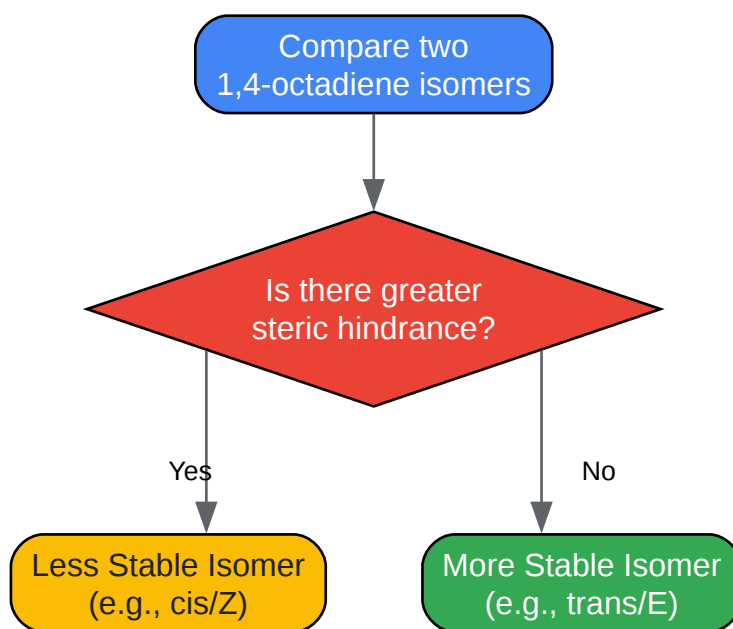 Compare two
1,4-octadiene isomers
Is there greater
steric hindrance?
Yes
No
Less Stable Isomer
(e.g., cis/Z)
More Stable Isomer
(e.g., trans/E)